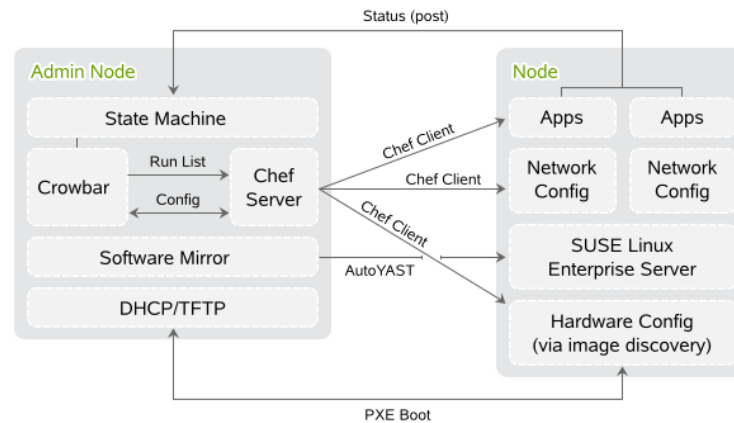 Status (post)
Admin Node
Node
State Machine
Apps
Apps
Chef Client
Crowbar
Run List
Config
Chef
Server
Chef Client
Network
Config
Network
Config
Chef Client
Software Mirror
AutoYAST
SUSE Linux
Enterprise Server
DHCP/TFTP
Hardware Config
(via image discovery)
PXE Boot